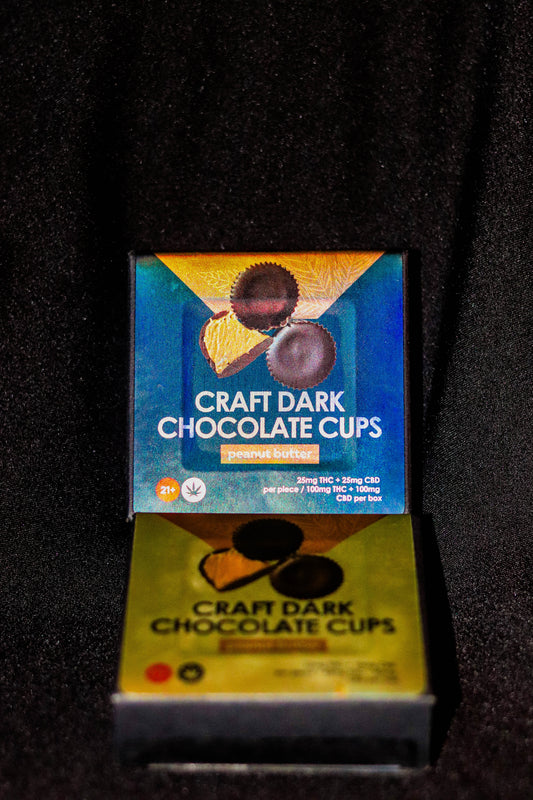 CRAFT DARK
CHOCOLATE CUPS
peanut butter
25mg THC + 25mg CBD
per piece / 100mg THC + 100mg
CBD per box
21+
CRAFT DARK
CHOCOLATE CUPS